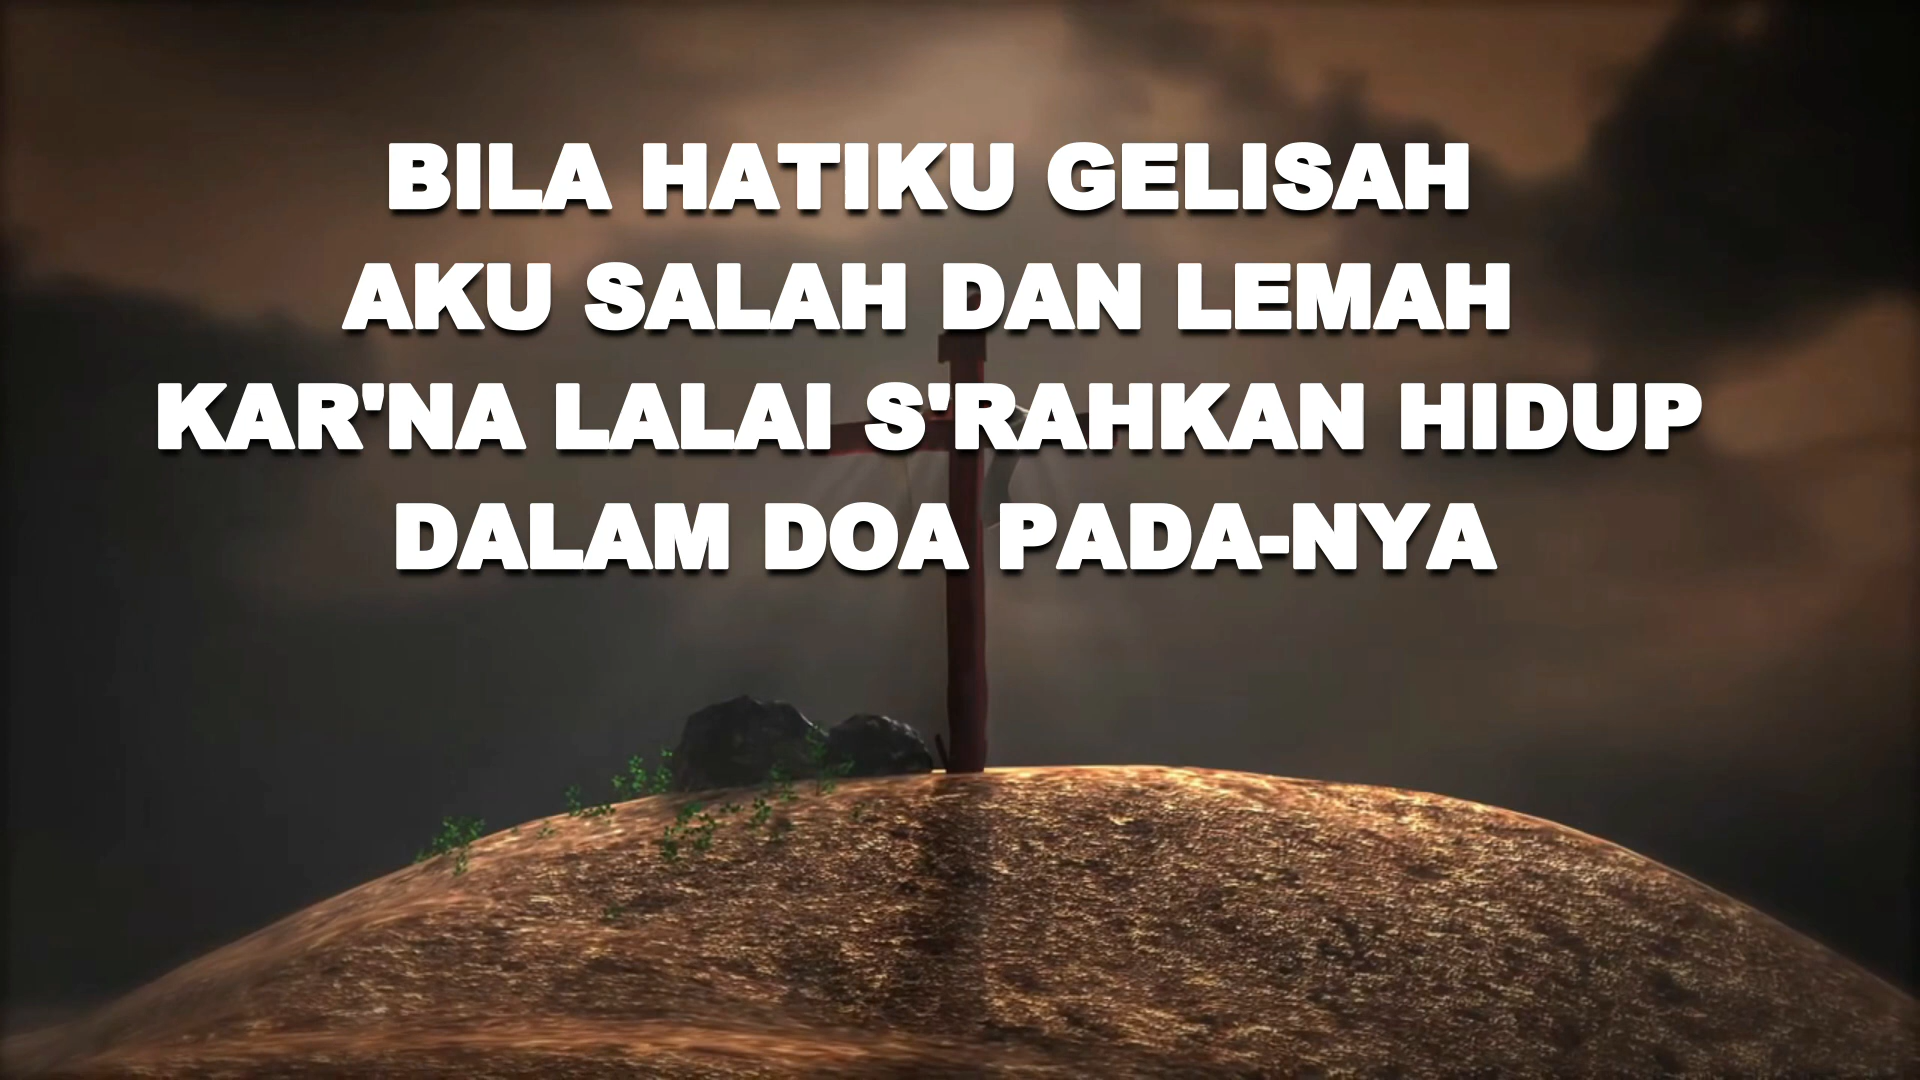 BILA HATIKU GELISAH
AKU SALAH DAN LEMAH
KAR'NA LALAI S'RAHKAN HIDUP
DALAM DOA PADA-NYA